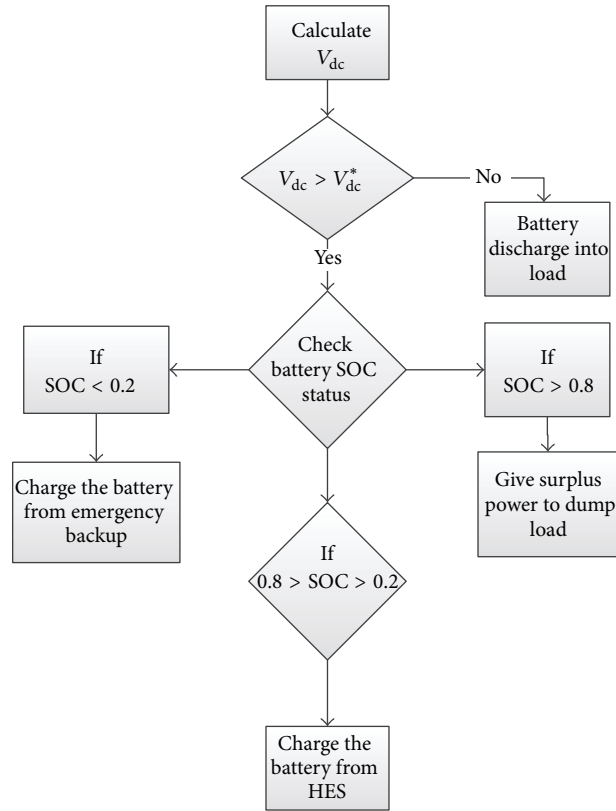 Calculate
V_dc
V_dc > V*_dc
No
Battery
discharge into
load
Yes
Check
battery SOC
status
If
SOC < 0.2
If
SOC > 0.8
Charge the battery
from emergency
backup
Give surplus
power to dump
load
If
0.8 > SOC > 0.2
Charge the
battery from
HES